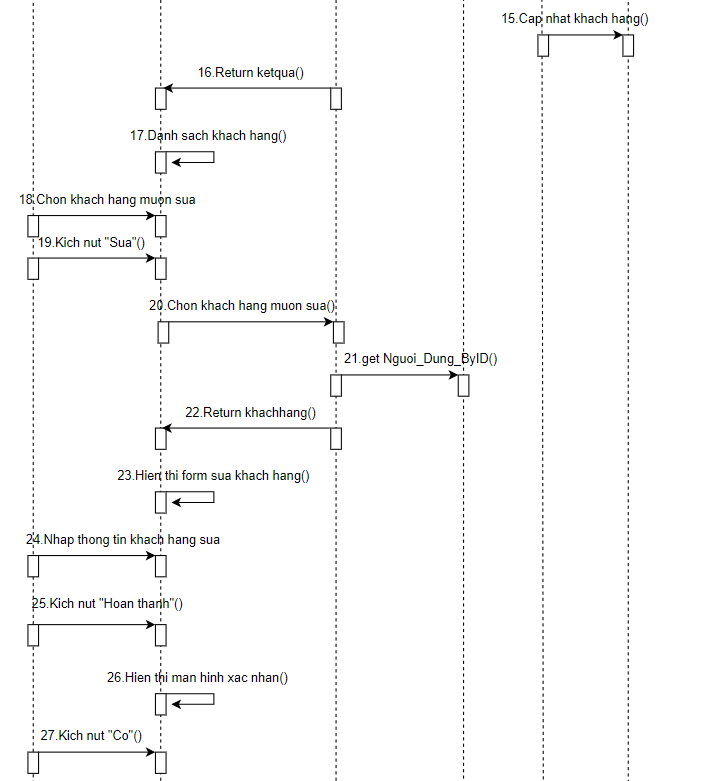 15.Cap nhat khach hang()
16.Return ketqua()
17.Danh sach khach hang()
18.Chon khach hang muon sua
19.Kich nut "Sua"()
20.Chon khach hang muon sua()
21.get Nguoi_Dung_ByID()
22.Return khachhang()
23.Hien thi form sua khach hang()
24.Nhap thong tin khach hang sua
25.Kich nut "Hoan thanh"()
26.Hien thi man hinh xac nhan()
27.Kich nut "Co"()